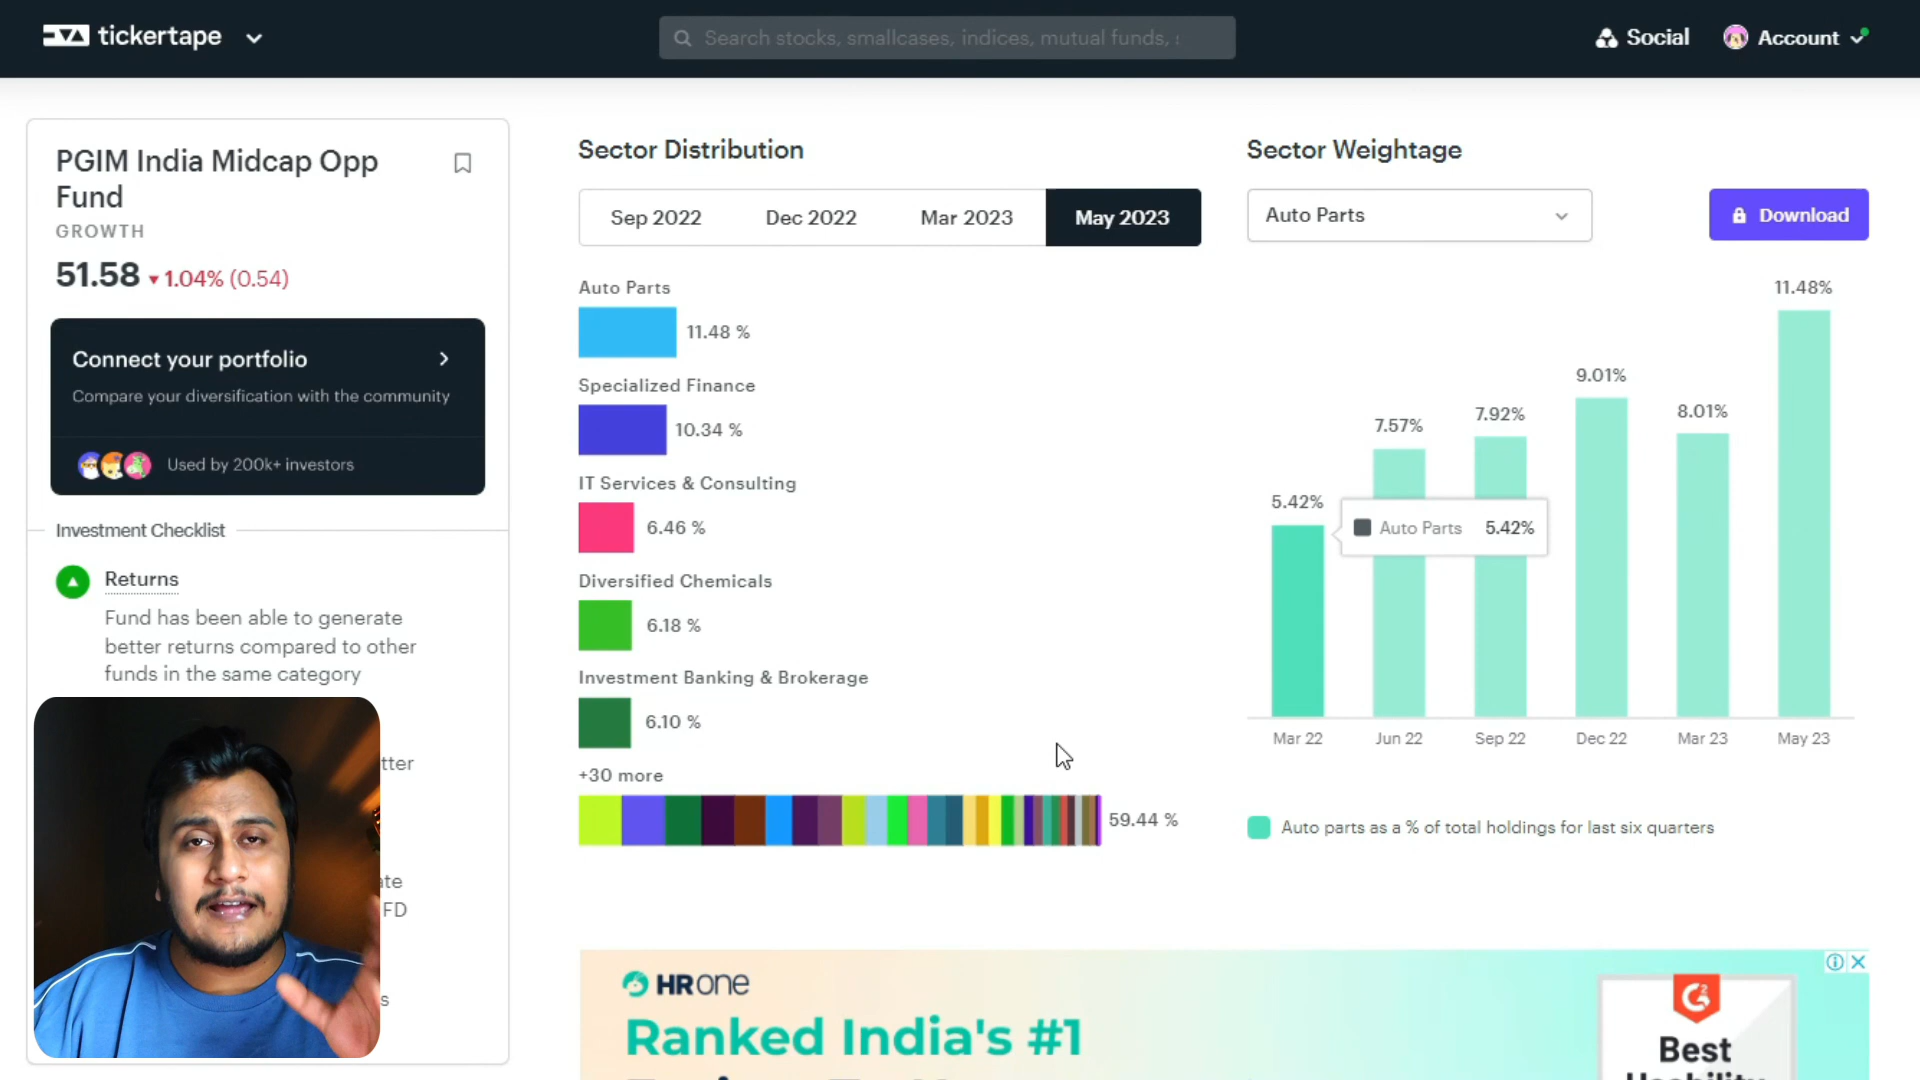 tickertape
Search stocks, smallcases, indices, mutual funds, s
Social
Account
PGIM India Midcap Opp
Fund
GROWTH
51.58 ▼1.04% (0.54)
Connect your portfolio
Compare your diversification with the community
Used by 200k+ investors
Investment Checklist
Returns
Fund has been able to generate
better returns compared to other
funds in the same category
tter
ate
FD
s
Sector Distribution
Sep 2022
Dec 2022
Mar 2023
May 2023
Auto Parts
11.48 %
Specialized Finance
10.34 %
IT Services & Consulting
6.46 %
Diversified Chemicals
6.18 %
Investment Banking & Brokerage
6.10 %
+30 more
59.44 %
Sector Weightage
Auto Parts
Download
5.42%
7.57%
7.92%
9.01%
8.01%
11.48%
Auto Parts 5.42%
Mar 22
Jun 22
Sep 22
Dec 22
Mar 23
May 23
Auto parts as a % of total holdings for last six quarters
HRone
Ranked India's #1
G2
Best